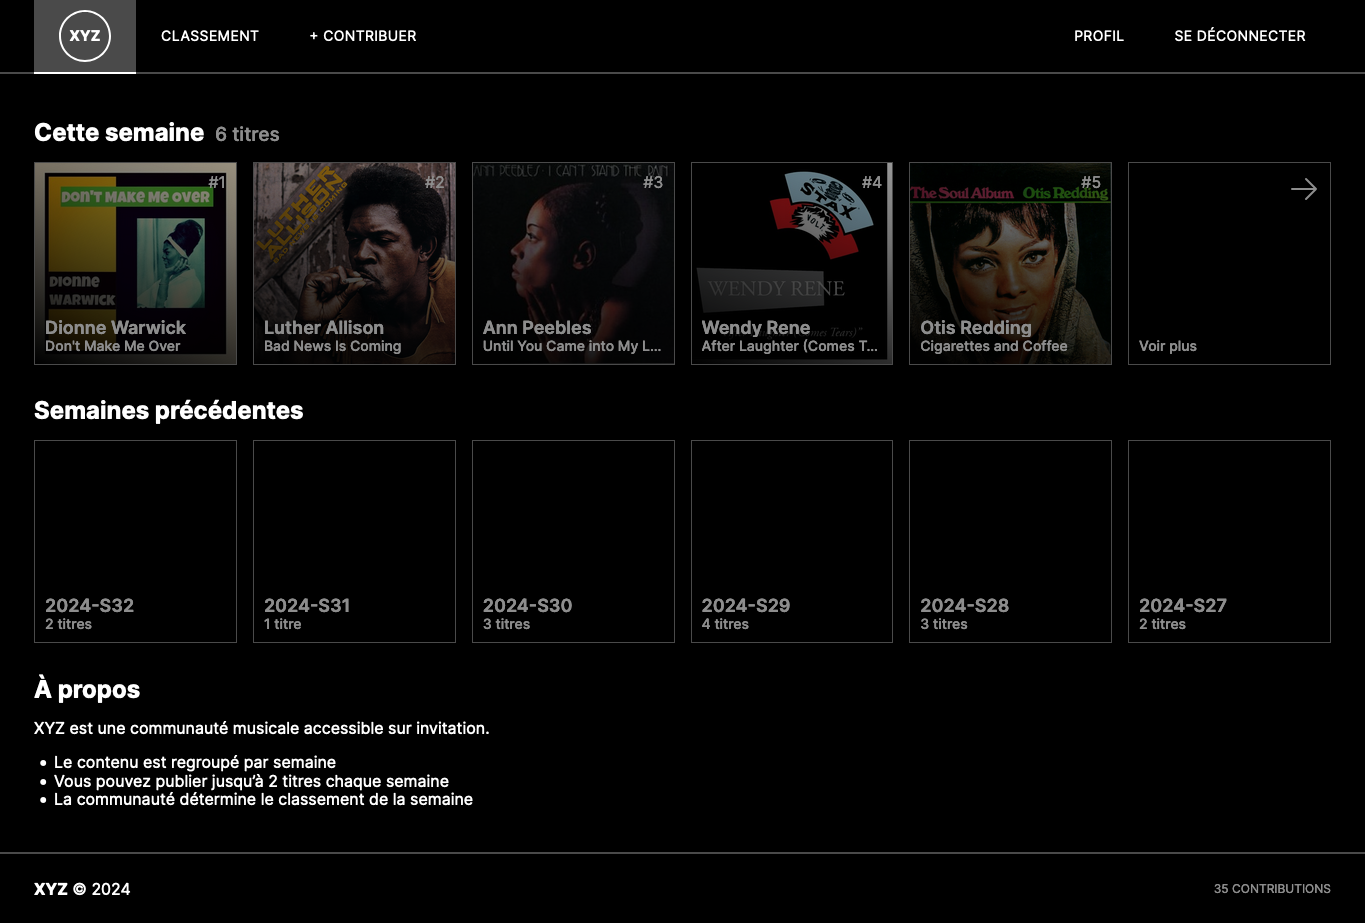 XYZ
CLASSEMENT
+ CONTRIBUER
PROFIL
SE DÉCONNECTER
Cette semaine 6 titres
#1
DON'T MAKE ME OVER
DIONNE
WARWICK
Dionne Warwick
Don't Make Me Over
#2
LUTHER
ALLISON
Luther Allison
Bad News Is Coming
ANN PEEBLES I CAN'T STAND THE RAIN
#3
Ann Peebles
Until You Came into My L...
#4
STAX
VOLT
WENDY RENE
Wendy Rene
After Laughter (Comes T...
#5
The Soul Album Otis Redding
Otis Redding
Cigarettes and Coffee
Voir plus
Semaines précédentes
2024-S32
2 titres
2024-S31
1 titre
2024-S30
3 titres
2024-S29
4 titres
2024-S28
3 titres
2024-S27
2 titres
À propos
XYZ est une communauté musicale accessible sur invitation.
• Le contenu est regroupé par semaine
• Vous pouvez publier jusqu'à 2 titres chaque semaine
• La communauté détermine le classement de la semaine
XYZ © 2024
35 CONTRIBUTIONS